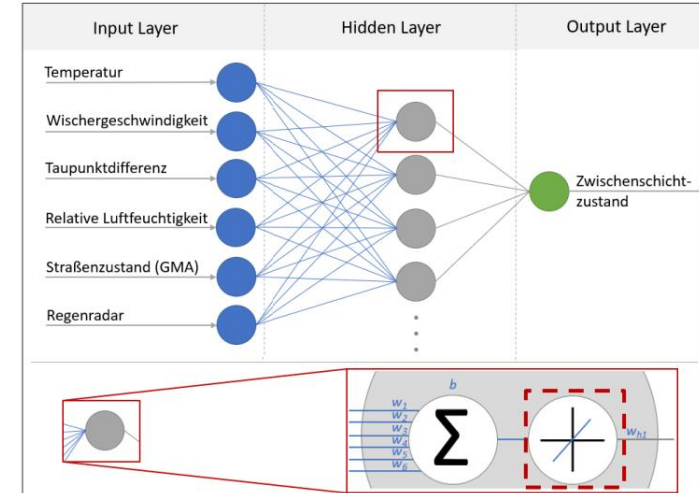 Input Layer
Hidden Layer
Output Layer
Temperatur
Wischergeschwindigkeit
Taupunktdifferenz
Relative Luftfeuchtigkeit
Straßenzustand (GMA)
Regenradar
Zwischenschicht-
zustand
b
w1
w2
w3
w4
w5
w6
Σ
wh1